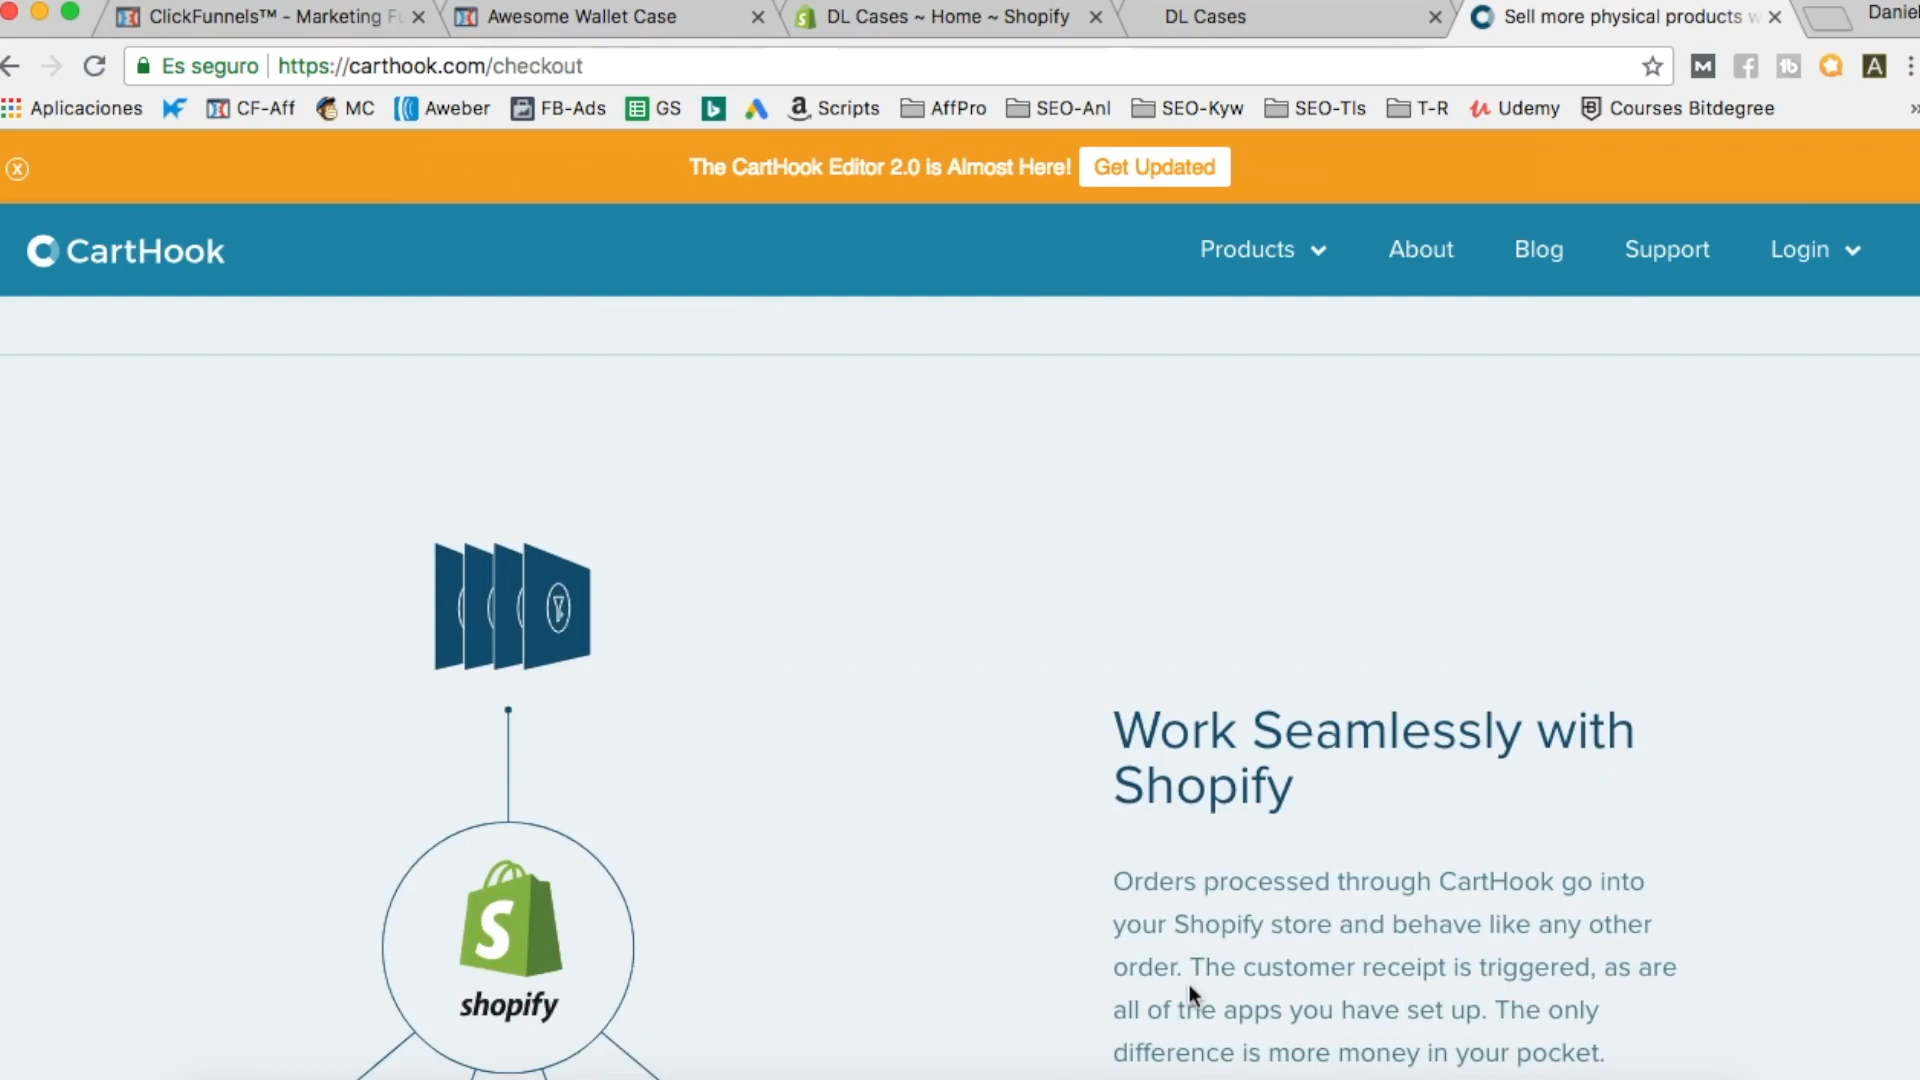 ClickFunnels™ - Marketing Fu
Awesome Wallet Case
DL Cases ~ Home ~ Shopify
DL Cases
Sell more physical products w
Daniel
Es seguro
https://carthook.com/checkout
Aplicaciones
CF-Aff
MC
Aweber
FB-Ads
GS
Scripts
AffPro
SEO-Anl
SEO-Kyw
SEO-Tls
T-R
Udemy
Courses Bitdegree
The CartHook Editor 2.0 is Almost Here!
Get Updated
CartHook
Products
About
Blog
Support
Login
Work Seamlessly with
Shopify
Orders processed through CartHook go into
your Shopify store and behave like any other
order. The customer receipt is triggered, as are
all of the apps you have set up. The only
difference is more money in your pocket.
shopify